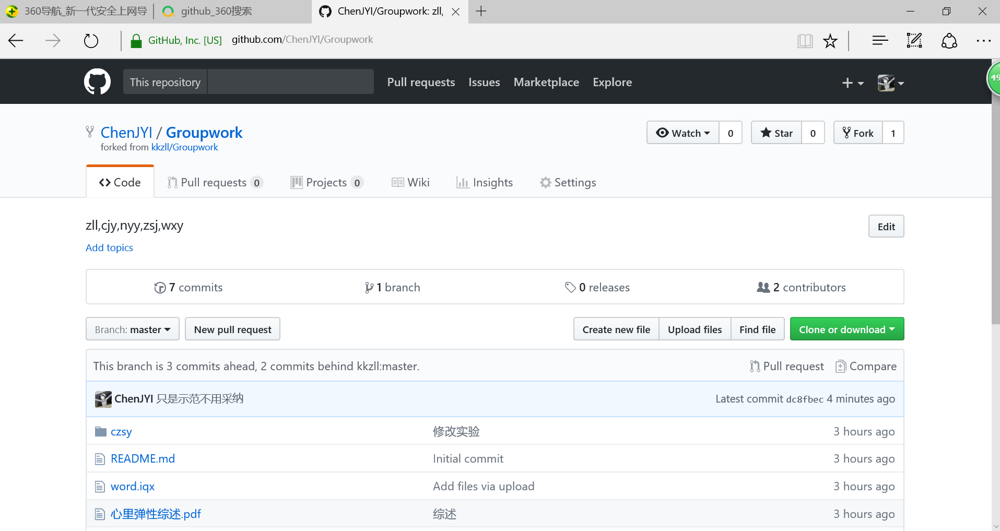 360导航_新一代安全上网导
github_360搜索
ChenJYI/Groupwork: zll,
GitHub, Inc. [US] github.com/ChenJYI/Groupwork
This repository Pull requests Issues Marketplace Explore
49
ChenJYI / Groupwork
Watch 0 Star 0 Fork 1
forked from kkzll/Groupwork
Code Pull requests 0 Projects 0 Wiki Insights Settings
zll,cjy,nyy,zsj,wxy
Edit
Add topics
7 commits 1 branch 0 releases 2 contributors
Branch: master New pull request Create new file Upload files Find file Clone or download
This branch is 3 commits ahead, 2 commits behind kkzll:master. Pull request Compare
ChenJYI 只是示范不用采纳 Latest commit dc8fbec 4 minutes ago
czsy 修改实验 3 hours ago
README.md Initial commit 3 hours ago
word.iqx Add files via upload 3 hours ago
心里弹性综述.pdf 综述 3 hours ago